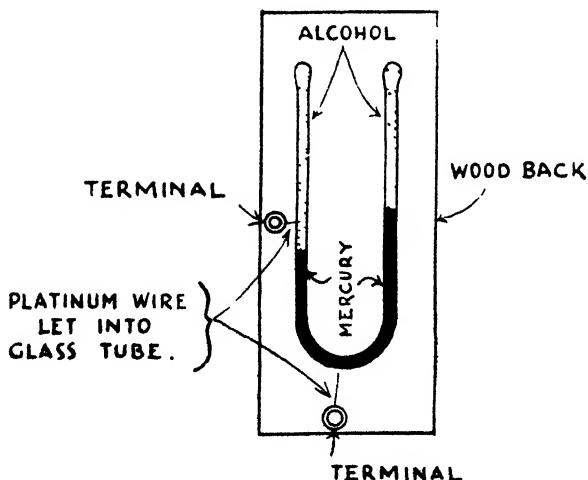 ALCOHOL
WOOD BACK
TERMINAL
MERCURY
PLATINUM WIRE
LET INTO
GLASS TUBE.
TERMINAL